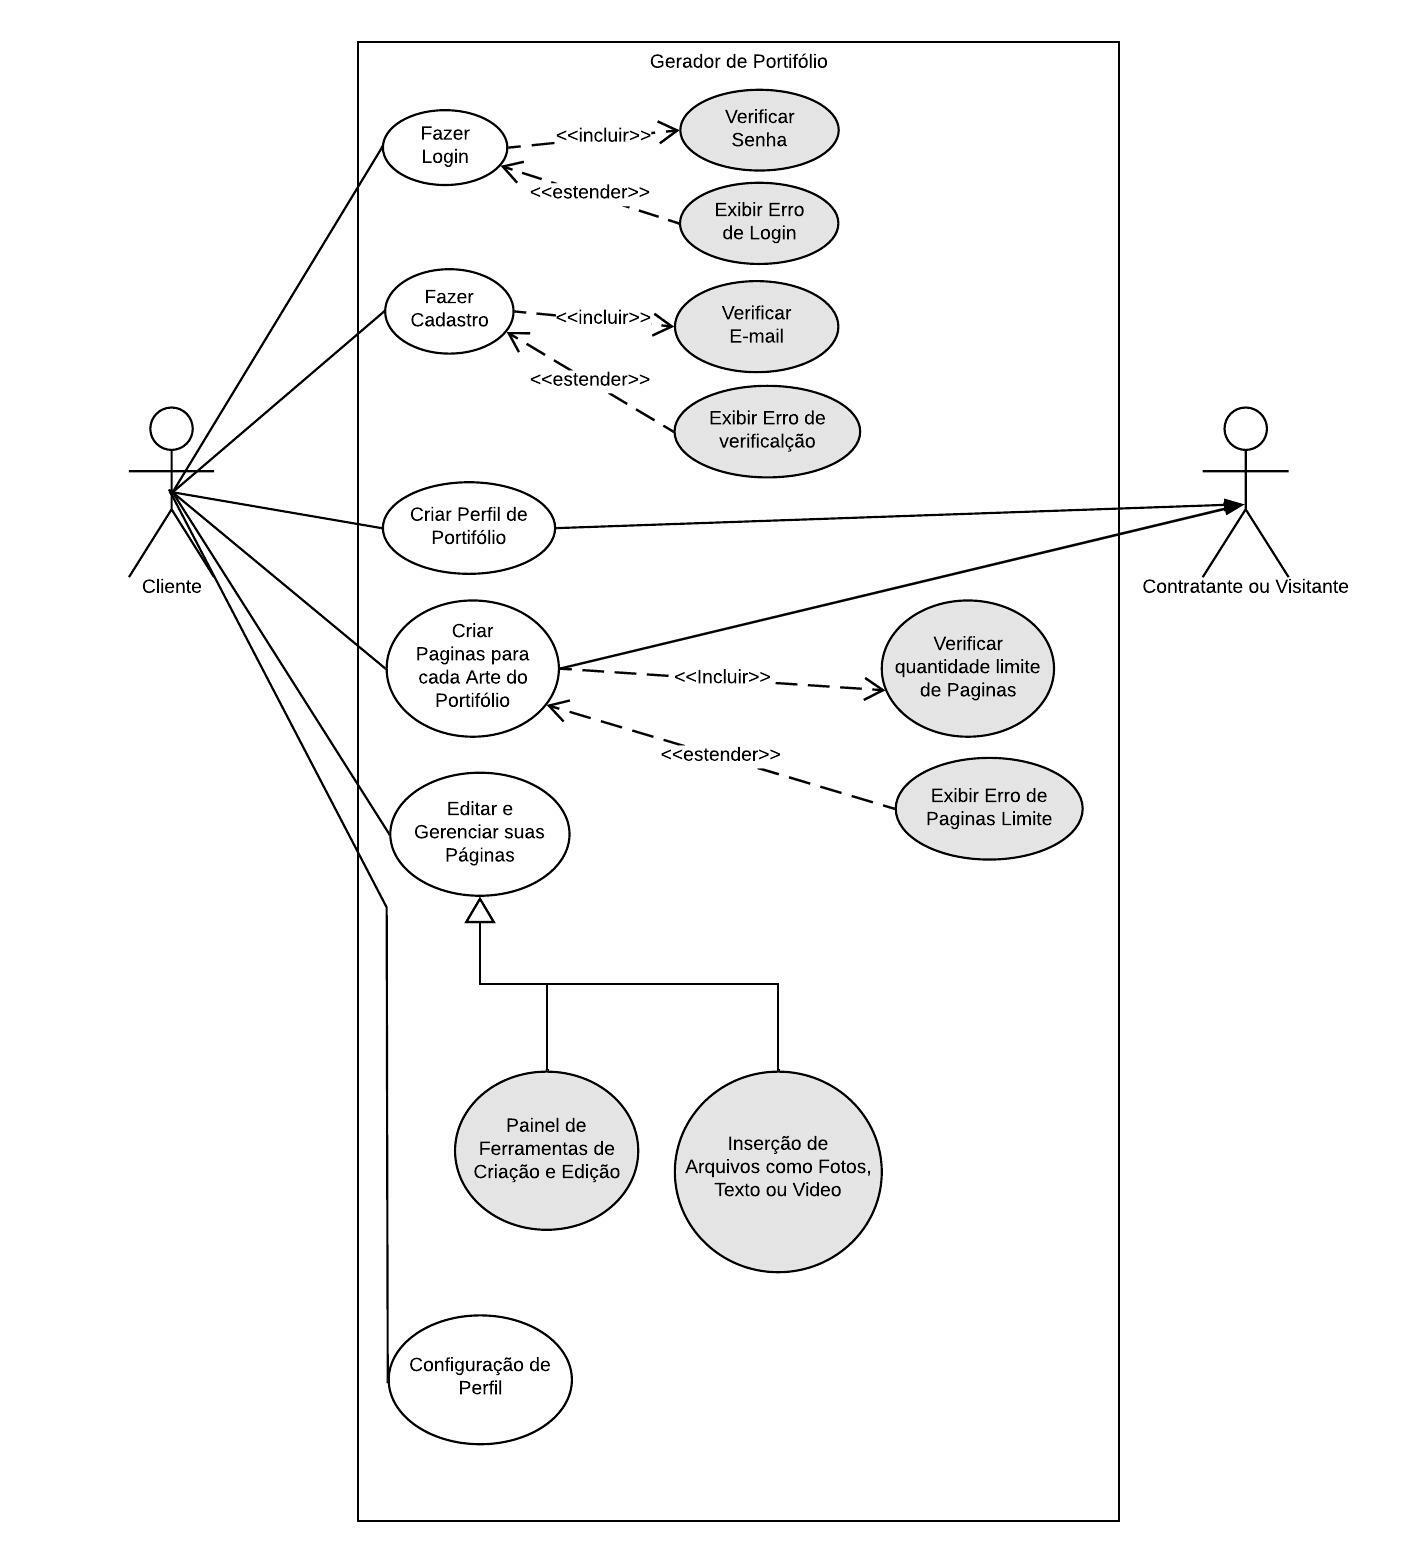 Gerador de Portifólio
Fazer
Login
<<incluir>>
Verificar
Senha
<<estender>>
Exibir Erro
de Login
Fazer
Cadastro
<<incluir>>
Verificar
E-mail
<<estender>>
Exibir Erro de
verificalção
Criar Perfil de
Portifólio
Cliente
Contratante ou Visitante
Criar
Paginas para
cada Arte do
Portifólio
<<Incluir>>
Verificar
quantidade limite
de Paginas
<<estender>>
Exibir Erro de
Paginas Limite
Editar e
Gerenciar suas
Páginas
Painel de
Ferramentas de
Criação e Edição
Inserção de
Arquivos como Fotos,
Texto ou Video
Configuração de
Perfil